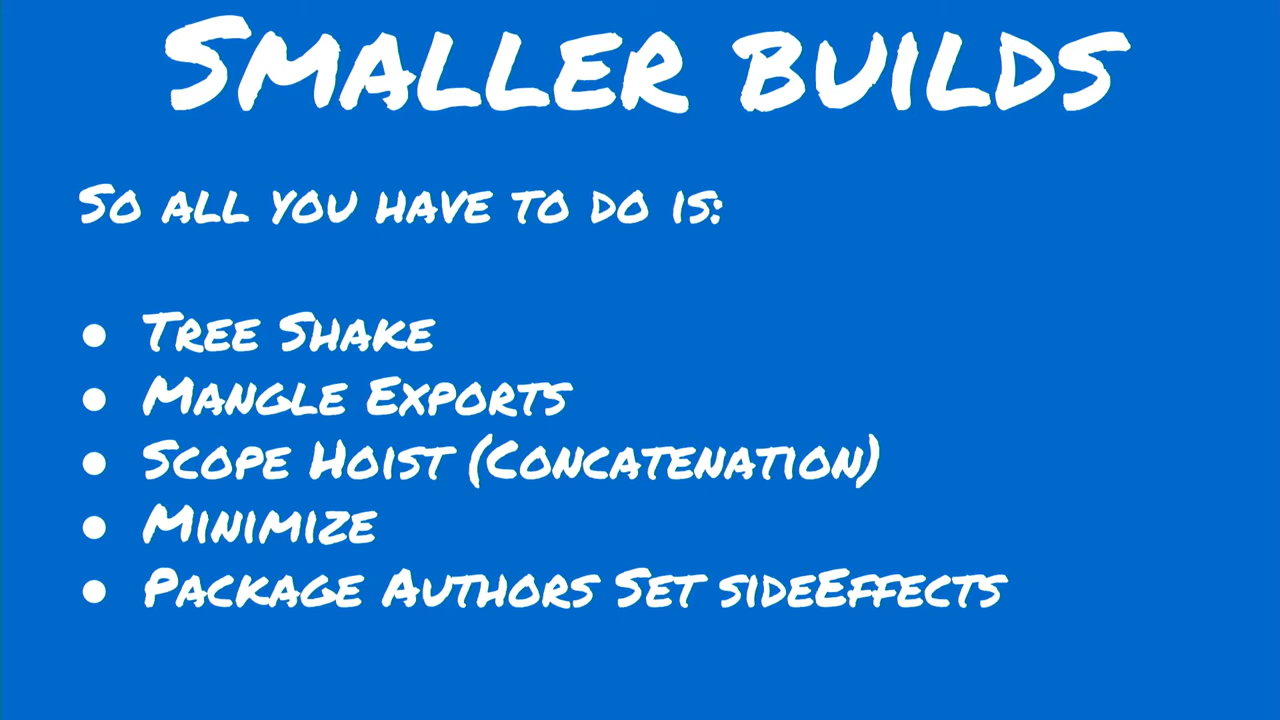 Smaller builds
So all you have to do is:
● Tree Shake
● Mangle Exports
● Scope Hoist (Concatenation)
● Minimize
● Package Authors Set sideEffects